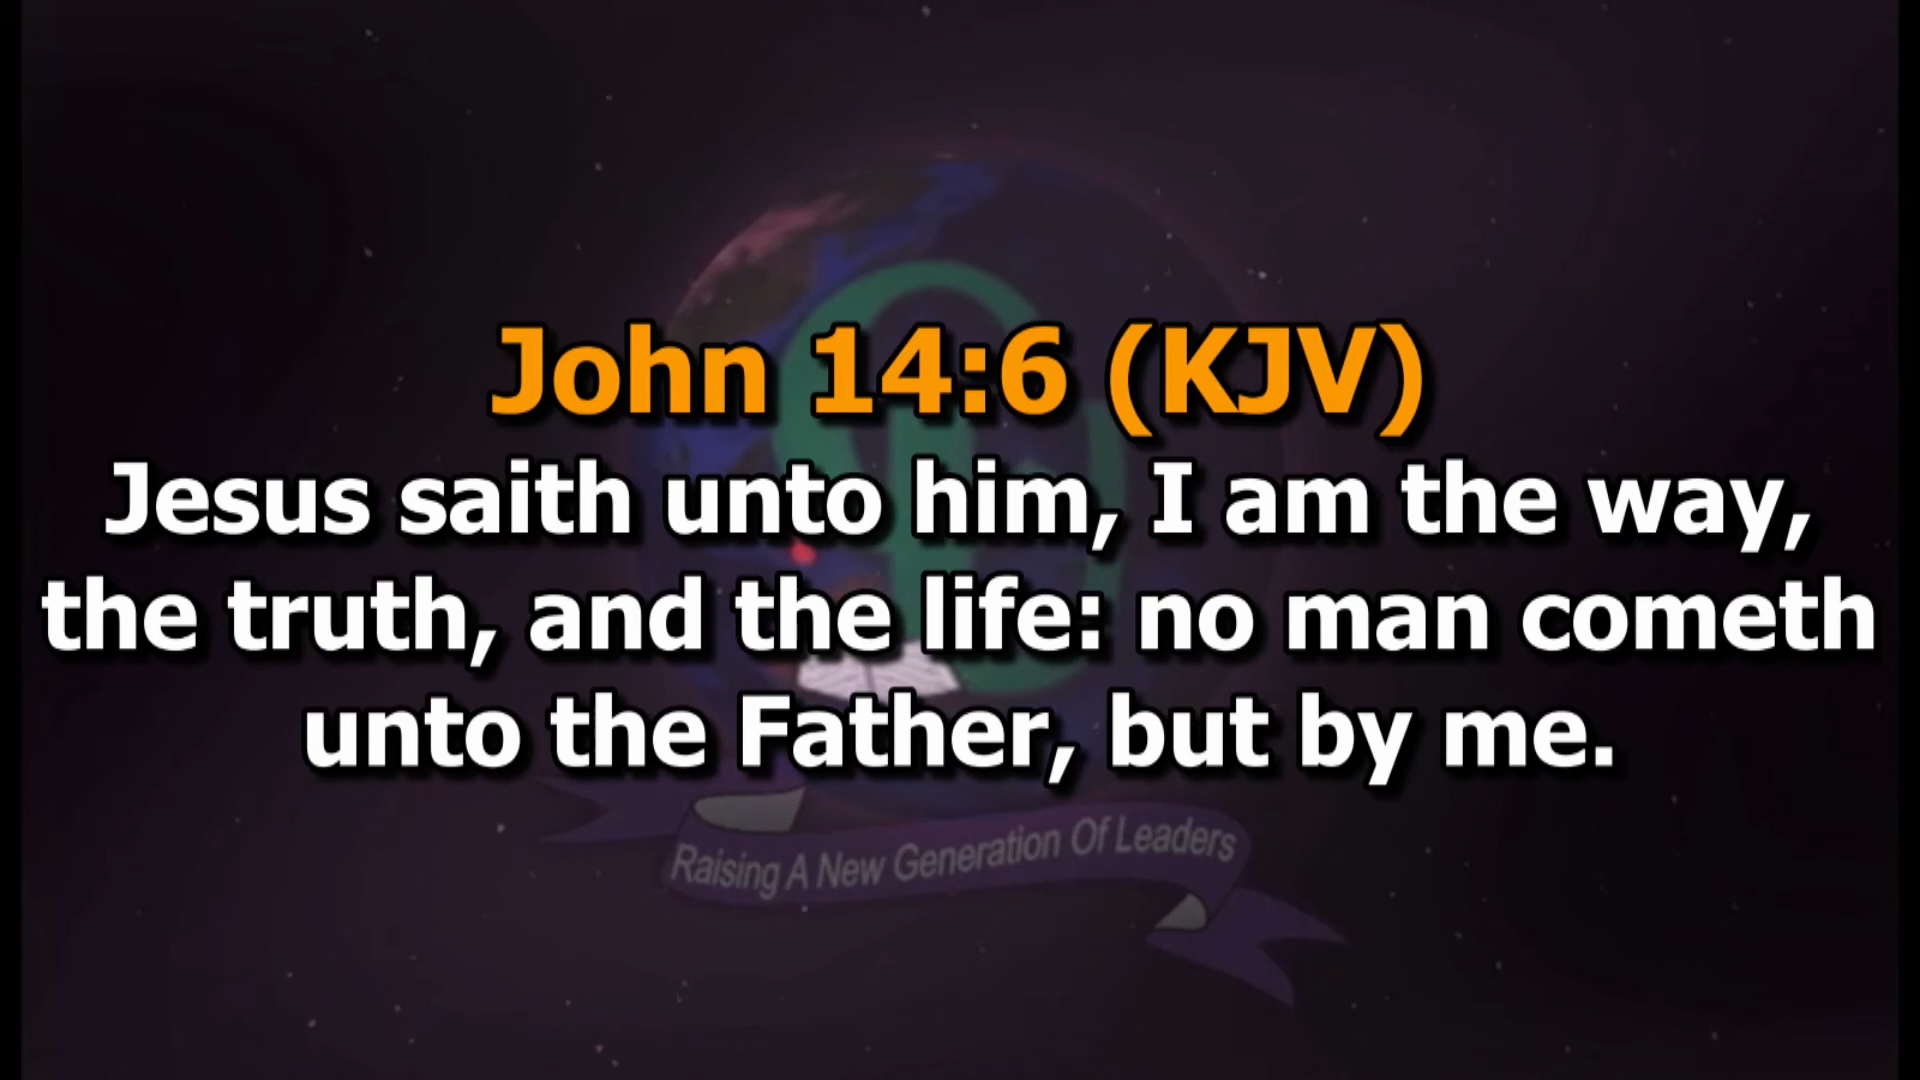 John 14:6 (KJV)
Jesus saith unto him, I am the way,
the truth, and the life: no man cometh
unto the Father, but by me.
Raising A New Generation Of Leaders